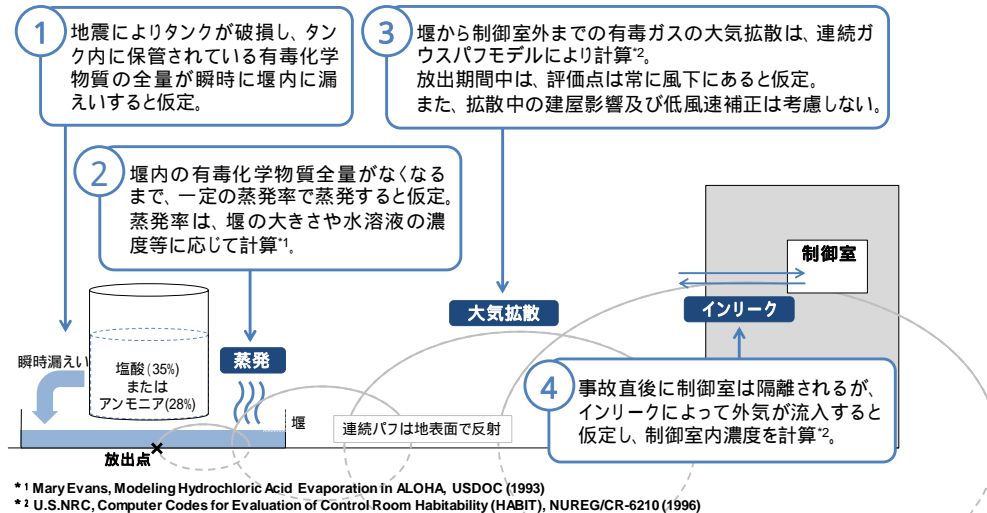 1
地震によりタンクが破損し、タン
ク内に保管されている有毒化学
物質の全量が瞬時に堰内に漏
えいすると仮定。
3
堰から制御室外までの有毒ガスの大気拡散は、連続ガ
ウスパフモデルにより計算*2。
放出期間中は、評価点は常に風下にあると仮定。
また、拡散中の建屋影響及び低風速補正は考慮しない。
2
堰内の有毒化学物質全量がなくなる
まで、一定の蒸発率で蒸発すると仮定。
蒸発率は、堰の大きさや水溶液の濃
度等に応じて計算*1。
制御室
大気拡散
インリーク
瞬時漏えい
塩酸(35%)
または
アンモニア(28%)
蒸発
堰
連続パフは地表面で反射
放出点
4
事故直後に制御室は隔離されるが、
インリークによって外気が流入すると
仮定し、制御室内濃度を計算*2。
*1 Mary Evans, Modeling Hydrochloric Acid Evaporation in ALOHA, USDOC (1993)
*2 U.S.NRC, Computer Codes for Evaluation of Control Room Habitability (HABIT), NUREG/CR-6210 (1996)